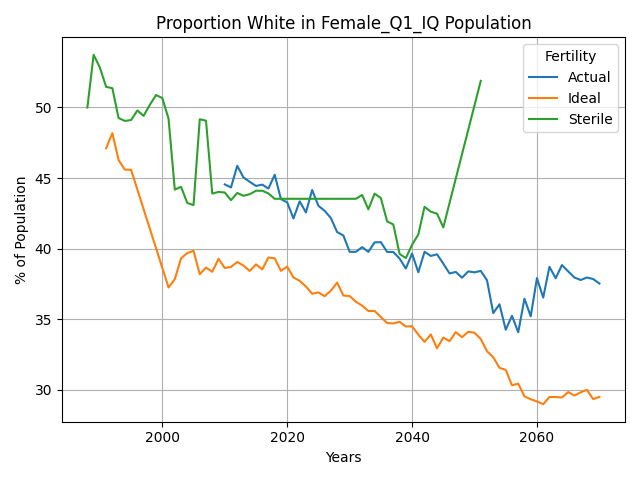 Proportion White in Female_Q1_IQ Population
Fertility
Actual
Ideal
Sterile
% of Population
50
45
40
35
30
2000
2020
2040
2060
Years